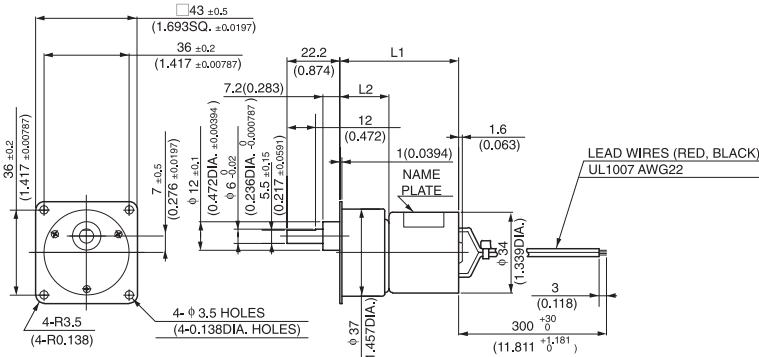 □43 ±0.5
(1.693SQ. ±0.0197)
36 ±0.2
(1.417 ±0.00787)
22.2
(0.874)
L1
7.2(0.283)
L2
12
(0.472)
1.6
(0.063)
1(0.0394)
NAME
PLATE
LEAD WIRES (RED, BLACK)
UL1007 AWG22
36 ±0.2
(1.417 ±0.00787)
7 ±0.5
(0.276 ±0.0197)
φ12 ±0.1
(0.472DIA. ±0.00394)
φ6 0 -0.02
(0.236DIA. 0 -0.000787)
5.5 ±0.15
(0.217 ±0.0591)
φ34
(1.339DIA.)
φ37
1.457DIA.)
3
(0.118)
300 +30 0
(11.811 +1.181 0)
4-φ3.5 HOLES
(4-0.138DIA. HOLES)
4-R3.5
(4-R0.138)